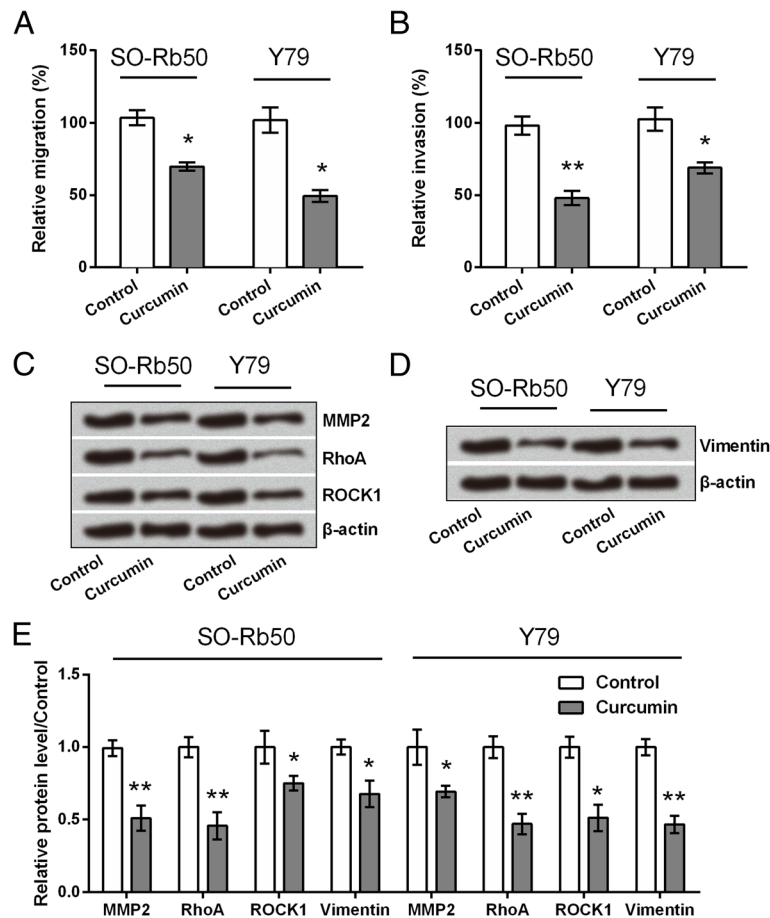 A
SO-Rb50 Y79
Relative migration (%)
150
100
50
0
* *
Control Curcumin Control Curcumin
B
SO-Rb50 Y79
Relative invasion (%)
150
100
50
0
** *
Control Curcumin Control Curcumin
C
SO-Rb50 Y79
MMP2
RhoA
ROCK1
β-actin
Control Curcumin Control Curcumin
D
SO-Rb50 Y79
Vimentin
β-actin
Control Curcumin Control Curcumin
E
SO-Rb50 Y79
Relative protein level/Control
1.5
1.0
0.5
0.0
Control
Curcumin
** ** * * * ** * **
MMP2 RhoA ROCK1 Vimentin MMP2 RhoA ROCK1 Vimentin